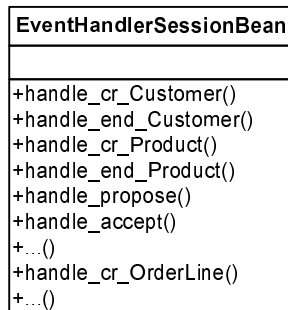 EventHandlerSessionBean
+handle_cr_Customer()
+handle_end_Customer()
+handle_cr_Product()
+handle_end_Product()
+handle_propose()
+handle_accept()
+...()
+handle_cr_OrderLine()
+...()